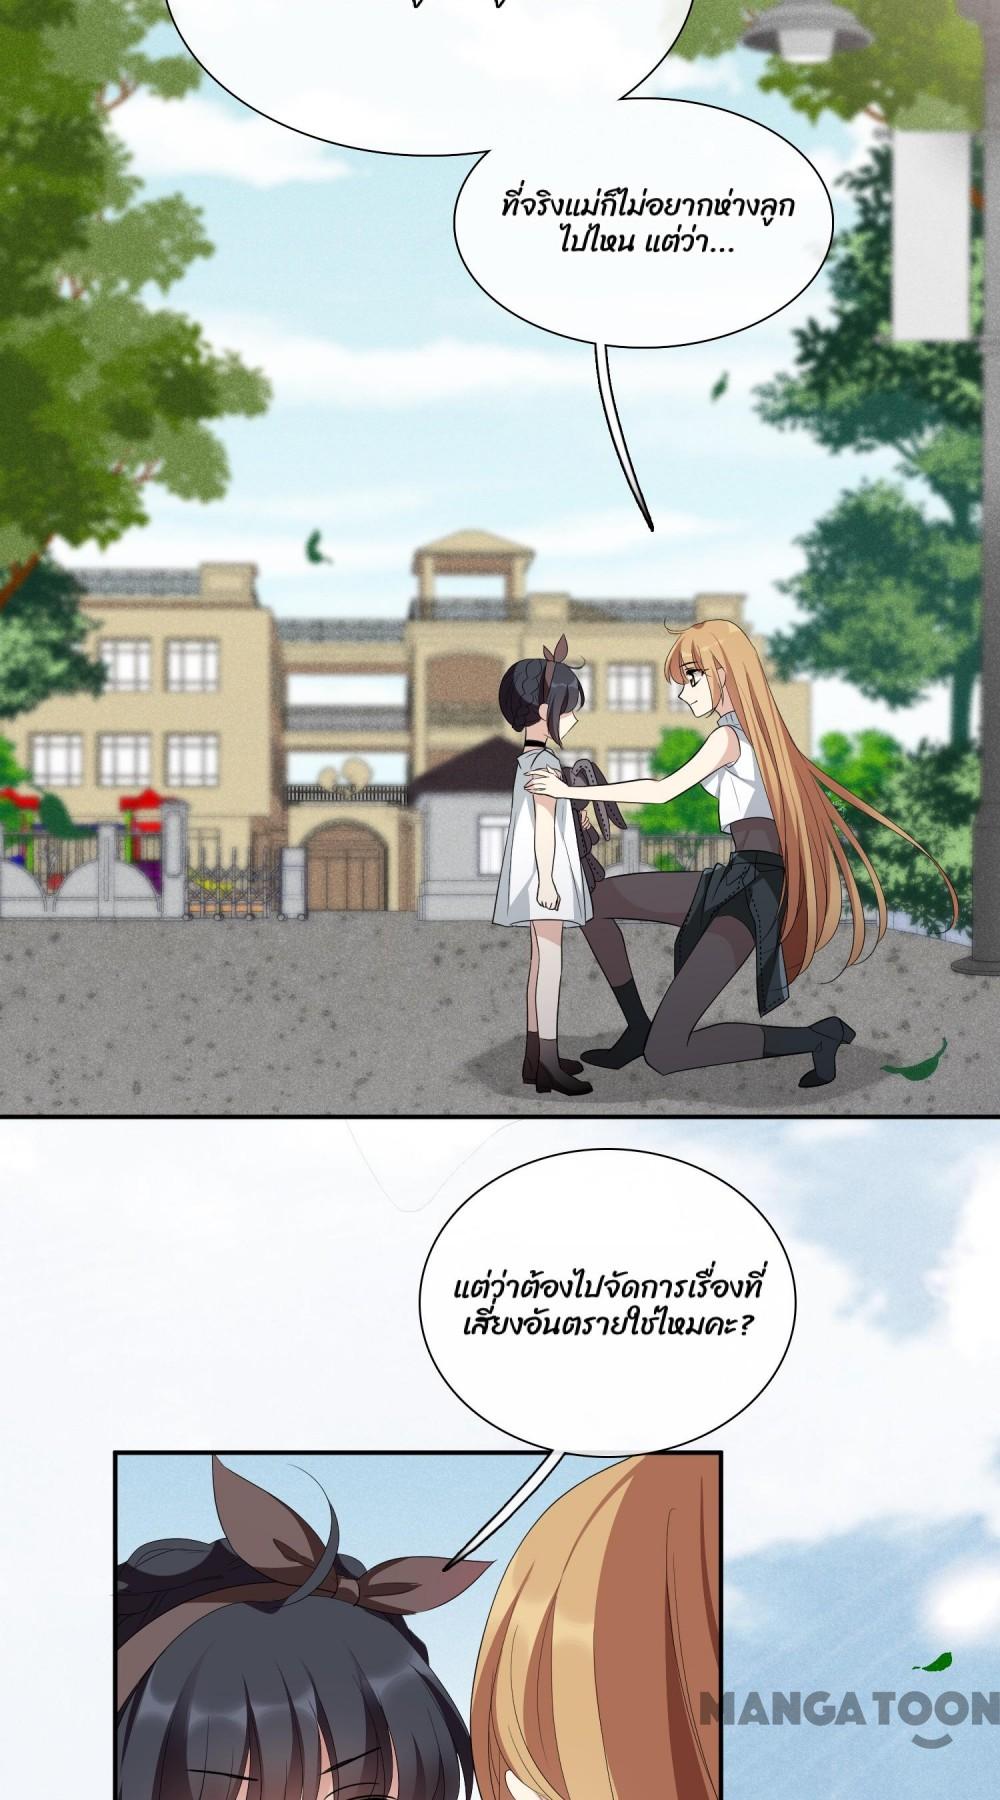 ที่จริงแม่ก็ไม่อยากห่างลูก
ไปไหน แต่ว่า...
แต่ว่าต้องไปจัดการเรื่องที่
เสี่ยงอันตรายใช่ไหมคะ?
MANGATOON